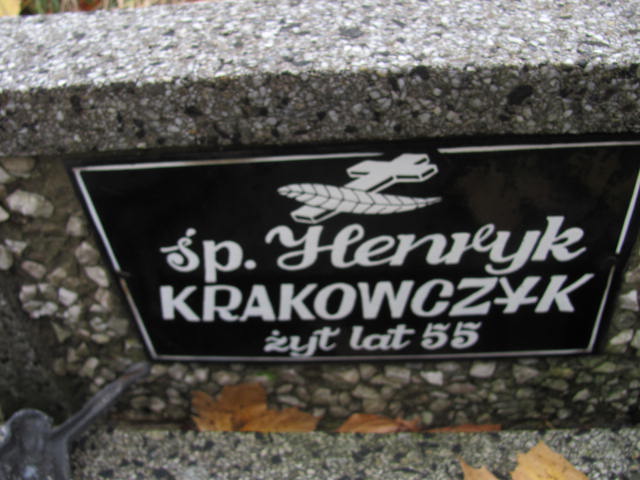 śp. Henryk
KRAKOWCZYK
żył lat 55